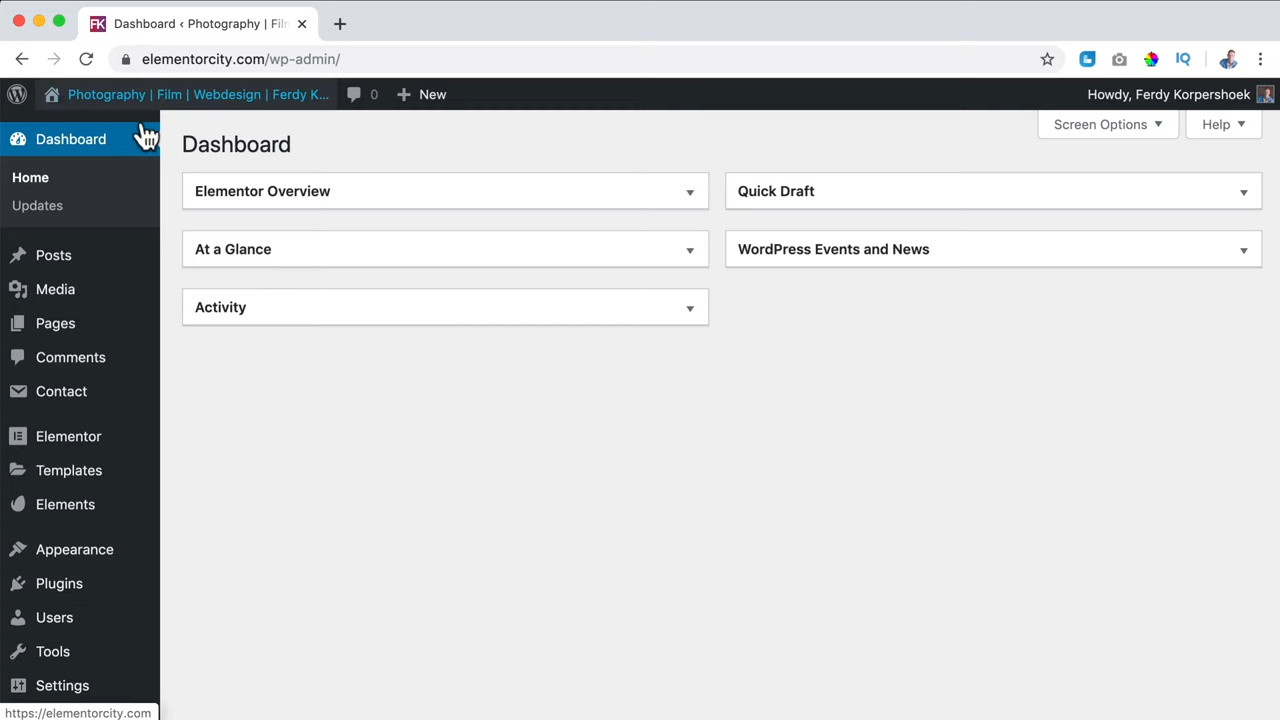 FK Dashboard ‹ Photography | Film
elementorcity.com/wp-admin/
IQ
Photography | Film | Webdesign | Ferdy K...
0
New
Howdy, Ferdy Korpershoek
Dashboard
Home
Updates
Posts
Media
Pages
Comments
Contact
Elementor
Templates
Elements
Appearance
Plugins
Users
Tools
Settings
https://elementorcity.com
Dashboard
Screen Options
Help
Elementor Overview
Quick Draft
At a Glance
WordPress Events and News
Activity